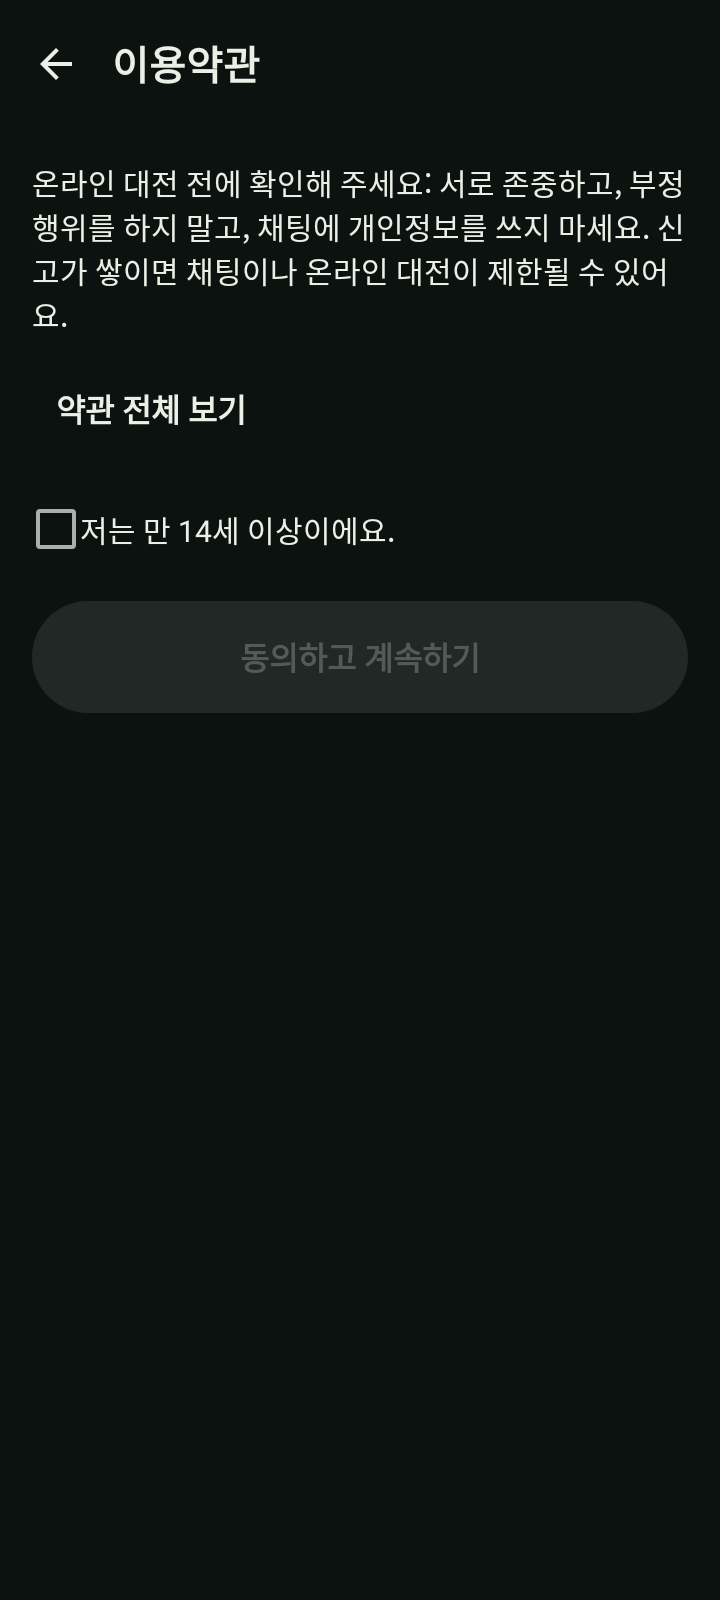 이용약관
온라인 대전 전에 확인해 주세요: 서로 존중하고, 부정
행위를 하지 말고, 채팅에 개인정보를 쓰지 마세요. 신
고가 쌓이면 채팅이나 온라인 대전이 제한될 수 있어
요.
약관 전체 보기
저는 만 14세 이상이에요.
동의하고 계속하기